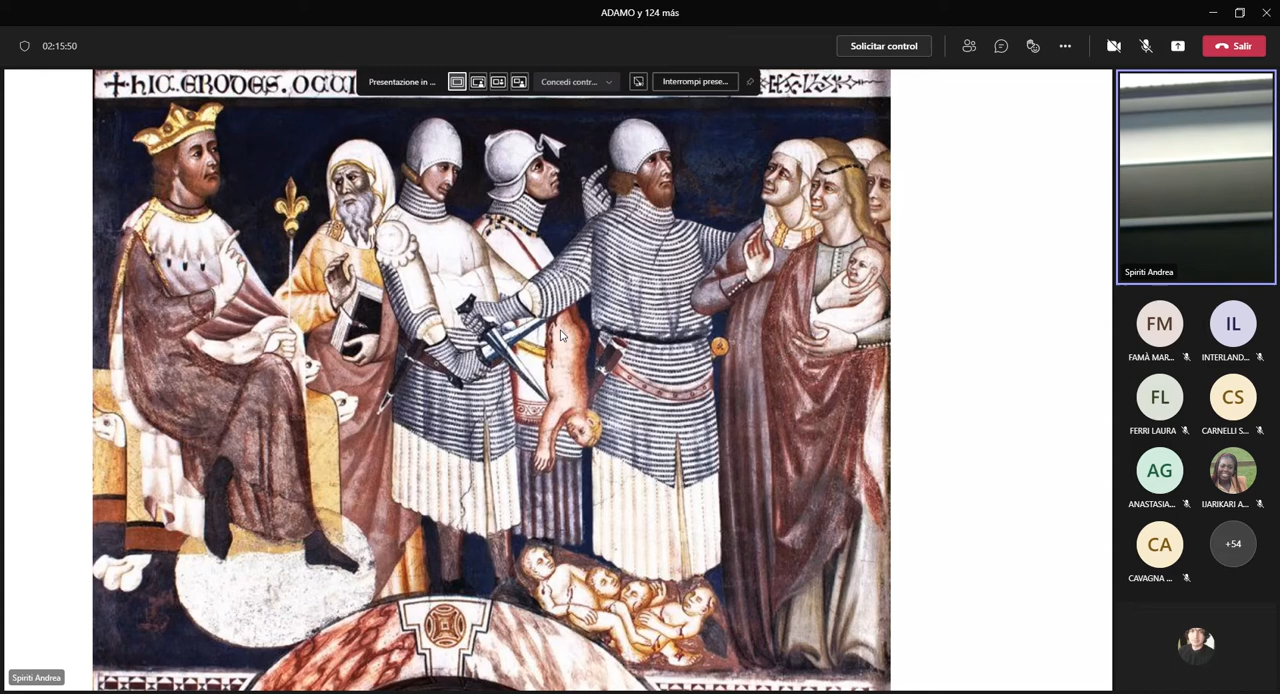 ADAMO y 124 más
02:15:50
Solicitar control
Salir
Presentazione in ...
Concedi contr...
Interrompi prese...
✝hIC.ERODES.OCCI
Spiriti Andrea
FM
IL
FAMÀ MAR...
INTERLAND...
FL
CS
FERRI LAURA
CARNELLI S...
AG
ANASTASIA...
IJARIKARI A...
CA
+54
CAVAGNA ...
Spiriti Andrea